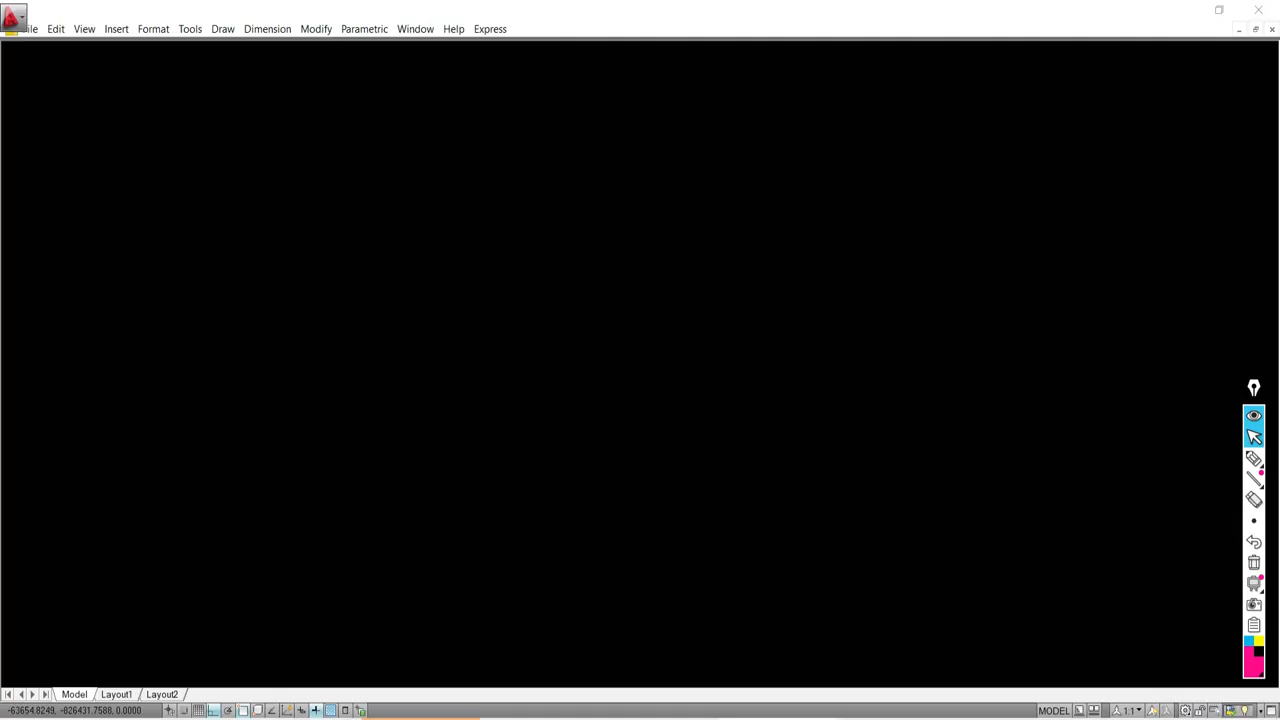 ile Edit View Insert Format Tools Draw Dimension Modify Parametric Window Help Express
Model Layout1 Layout2
-63654.8249, -826431.7588, 0.0000 MODEL 1:1